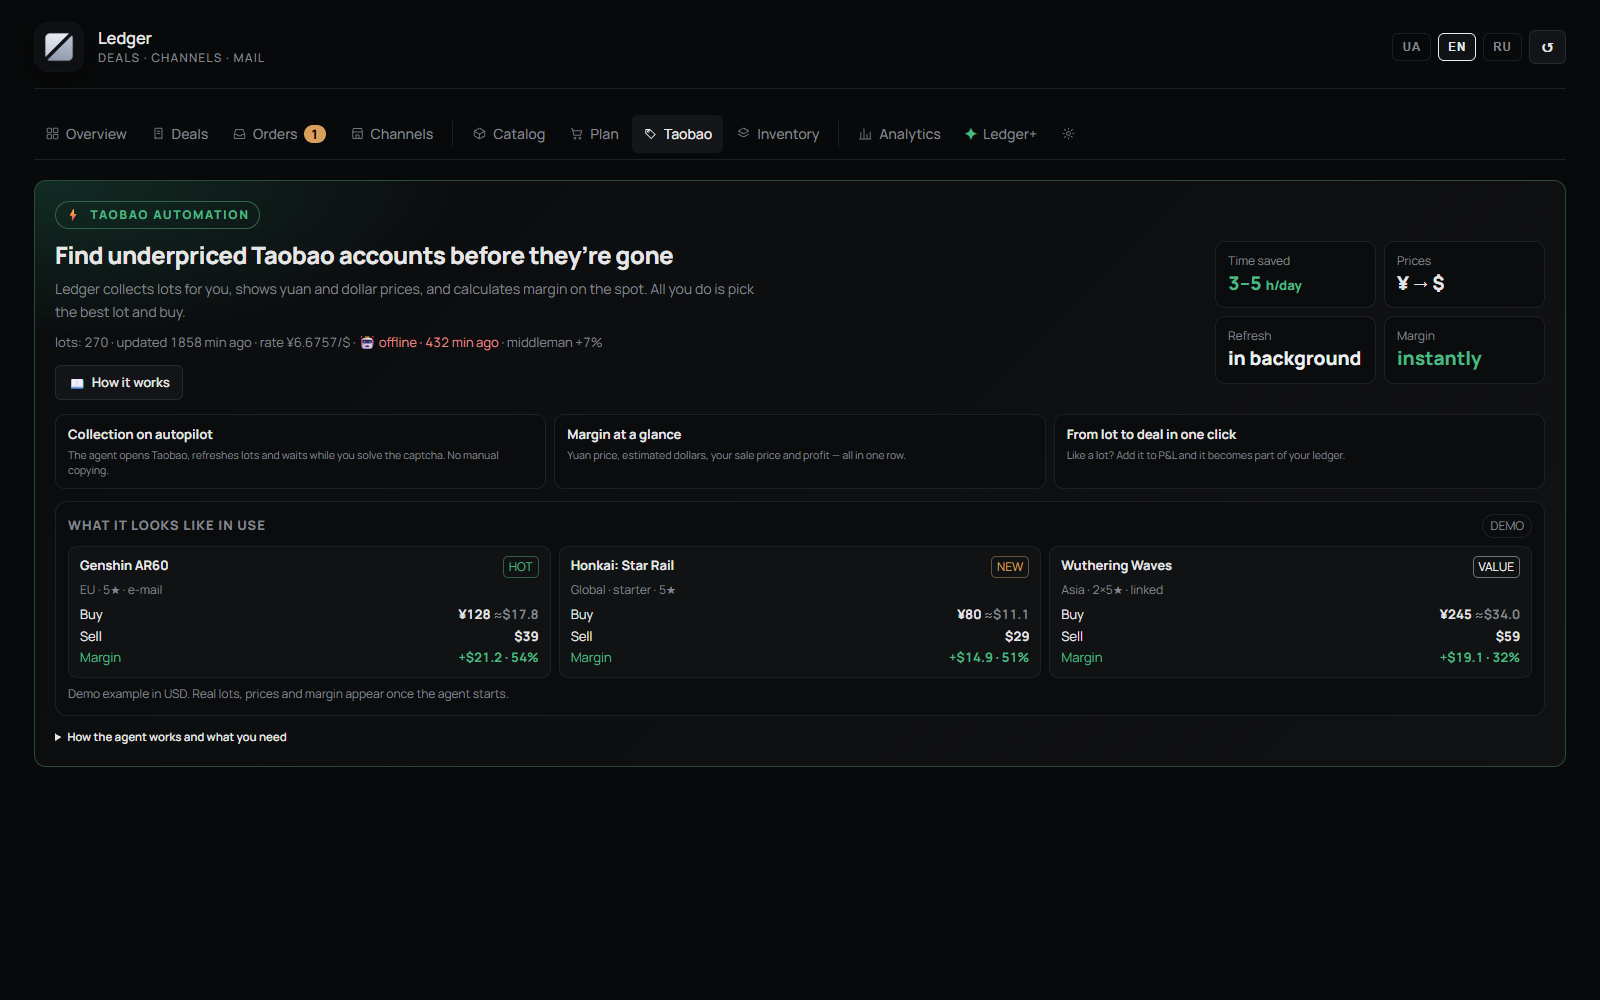 Ledger
DEALS · CHANNELS · MAIL
UA EN RU ↺
Overview Deals Orders 1 Channels Catalog Plan Taobao Inventory Analytics Ledger+
TAOBAO AUTOMATION
Find underpriced Taobao accounts before they're gone
Ledger collects lots for you, shows yuan and dollar prices, and calculates margin on the spot. All you do is pick
the best lot and buy.
lots: 270 · updated 1858 min ago · rate ¥6.6757/$ · offline · 432 min ago · middleman +7%
How it works
Time saved
3–5 h/day
Prices
¥ → $
Refresh
in background
Margin
instantly
Collection on autopilot
The agent opens Taobao, refreshes lots and waits while you solve the captcha. No manual
copying.
Margin at a glance
Yuan price, estimated dollars, your sale price and profit — all in one row.
From lot to deal in one click
Like a lot? Add it to P&L and it becomes part of your ledger.
WHAT IT LOOKS LIKE IN USE
DEMO
Genshin AR60 HOT
EU · 5★ · e-mail
Buy ¥128 ≈$17.8
Sell $39
Margin +$21.2 · 54%
Honkai: Star Rail NEW
Global · starter · 5★
Buy ¥80 ≈$11.1
Sell $29
Margin +$14.9 · 51%
Wuthering Waves VALUE
Asia · 2×5★ · linked
Buy ¥245 ≈$34.0
Sell $59
Margin +$19.1 · 32%
Demo example in USD. Real lots, prices and margin appear once the agent starts.
How the agent works and what you need